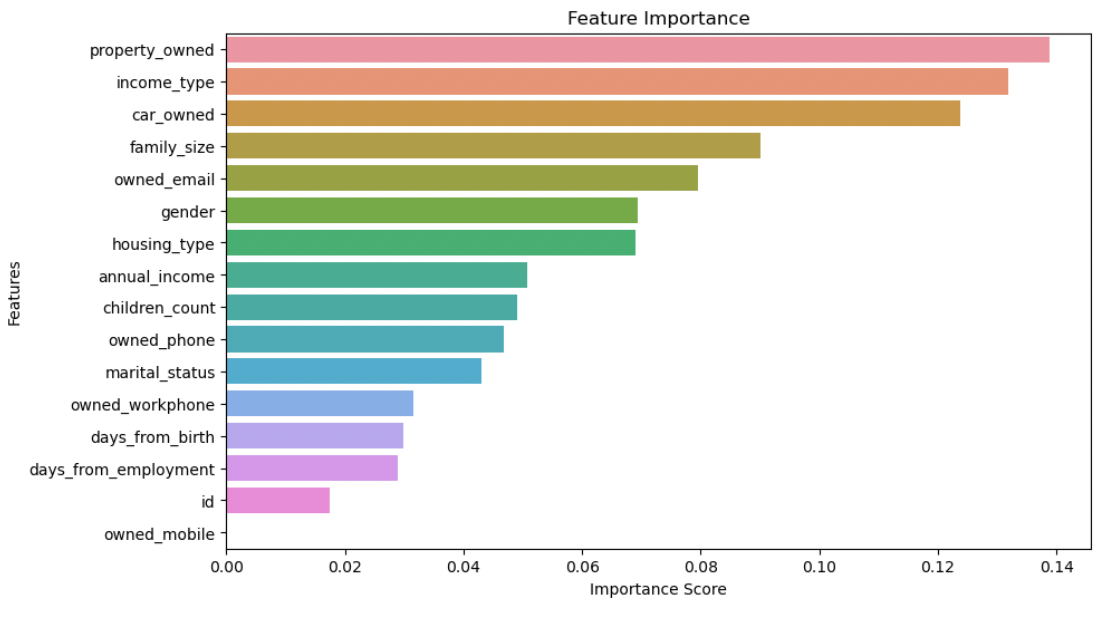 Feature Importance
property_owned
income_type
car_owned
family_size
owned_email
gender
housing_type
annual_income
children_count
owned_phone
marital_status
owned_workphone
days_from_birth
days_from_employment
id
owned_mobile
Features
0.00 0.02 0.04 0.06 0.08 0.10 0.12 0.14
Importance Score